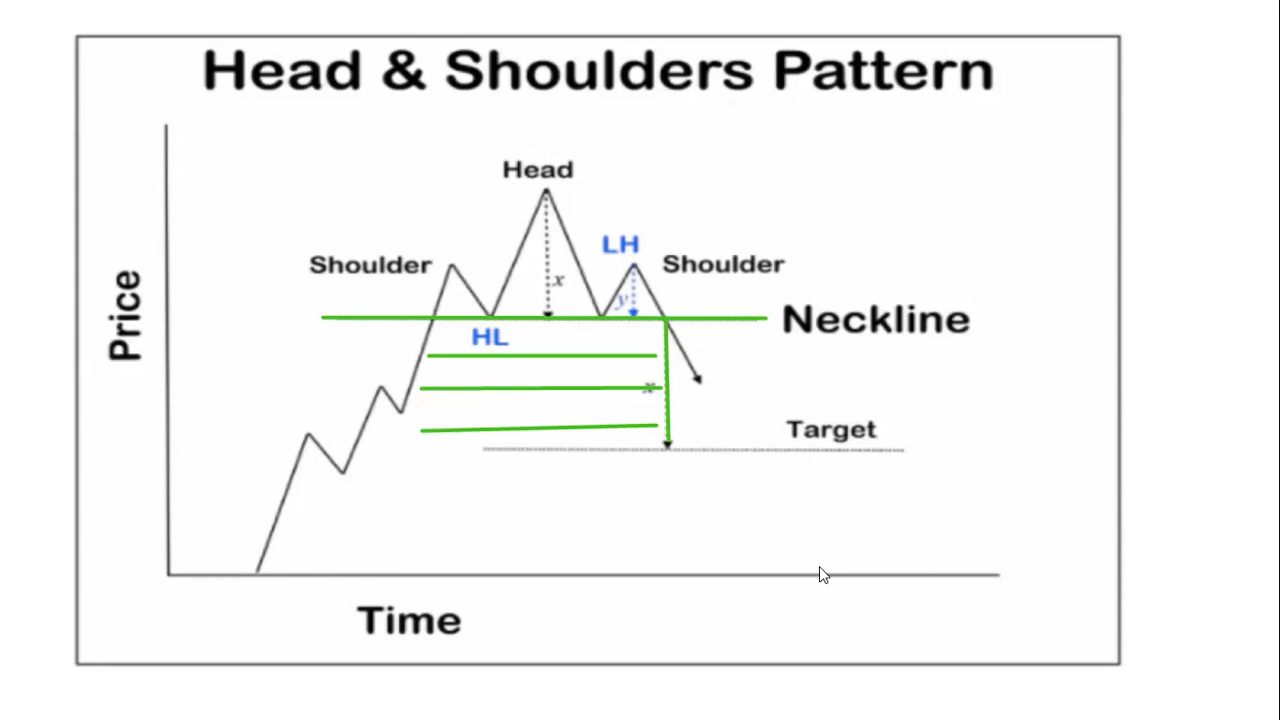 Head & Shoulders Pattern
Head
LH
Shoulder
Shoulder
x
y
Neckline
HL
Price
x
Target
Time